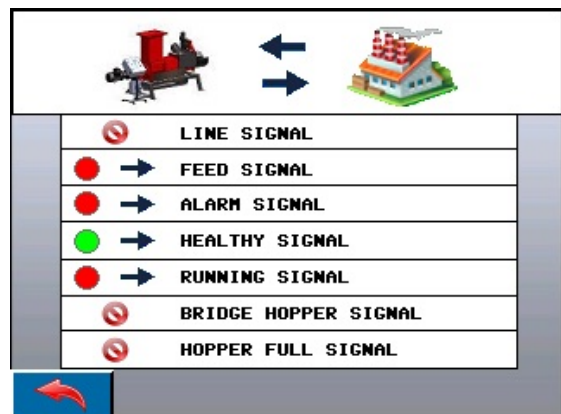 LINE SIGNAL
FEED SIGNAL
ALARM SIGNAL
HEALTHY SIGNAL
RUNNING SIGNAL
BRIDGE HOPPER SIGNAL
HOPPER FULL SIGNAL